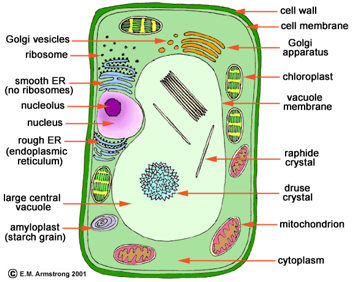 cell wall
cell membrane
Golgi vesicles
Golgi
apparatus
ribosome
smooth ER
(no ribosomes)
chloroplast
nucleolus
vacuole
membrane
nucleus
rough ER
(endoplasmic
reticulum)
raphide
crystal
large central
vacuole
druse
crystal
amyloplast
(starch grain)
mitochondrion
cytoplasm
© E.M. Armstrong 2001